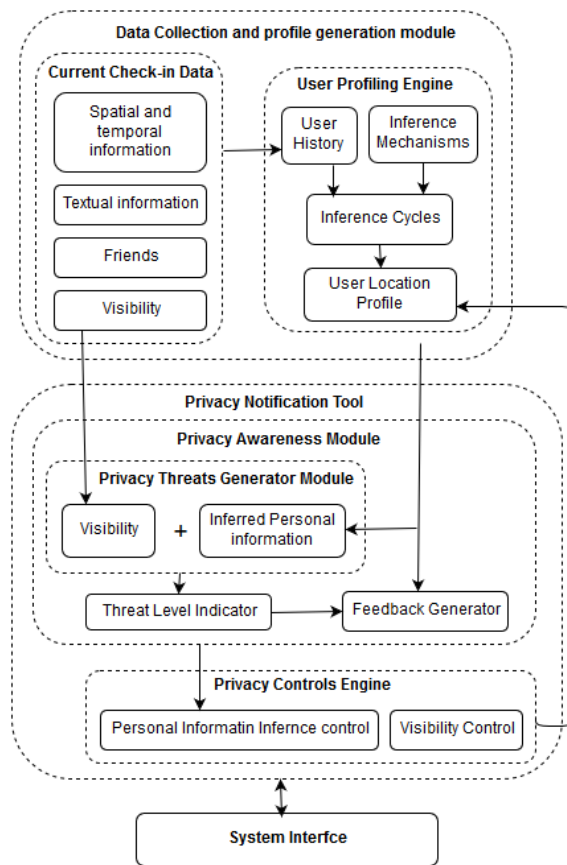 Data Collection and profile generation module
Current Check-in Data
Spatial and
temporal
information
Textual information
Friends
Visibility
User Profiling Engine
User
History
Inference
Mechanisms
Inference Cycles
User Location
Profile
Privacy Notification Tool
Privacy Awareness Module
Privacy Threats Generator Module
Visibility
+
Inferred Personal
information
Threat Level Indicator
Feedback Generator
Privacy Controls Engine
Personal Informatin Infernce control
Visibility Control
System Interfce